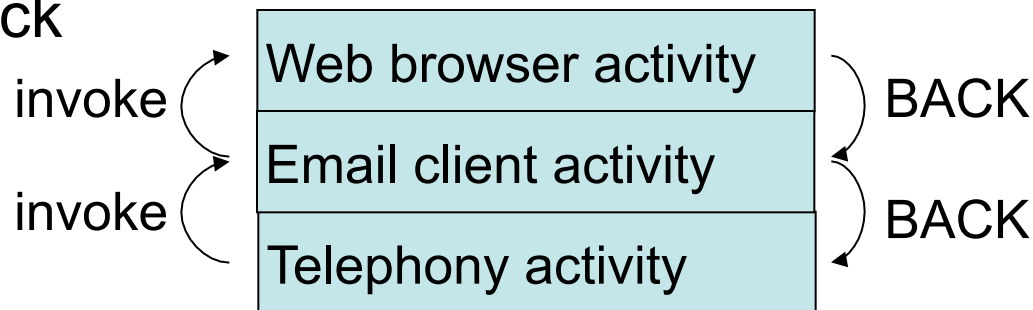 ck
Web browser activity
invoke
BACK
Email client activity
invoke
BACK
Telephony activity